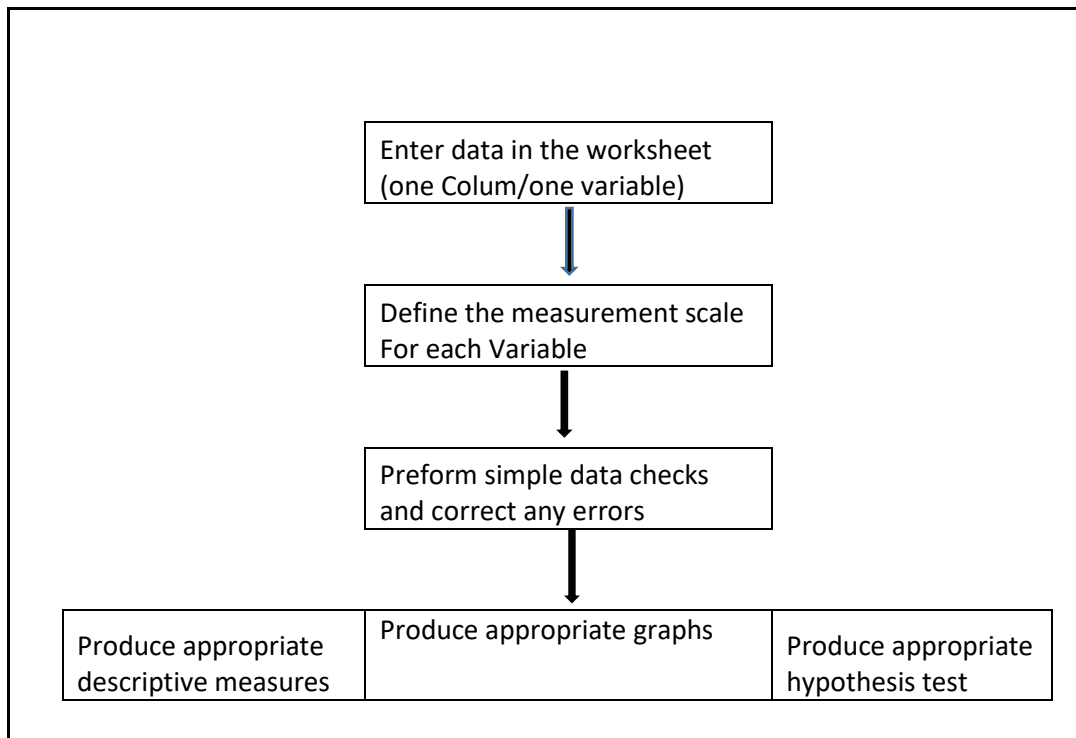 Enter data in the worksheet
(one Colum/one variable)
Define the measurement scale
For each Variable
Preform simple data checks
and correct any errors
Produce appropriate
descriptive measures
Produce appropriate graphs
Produce appropriate
hypothesis test